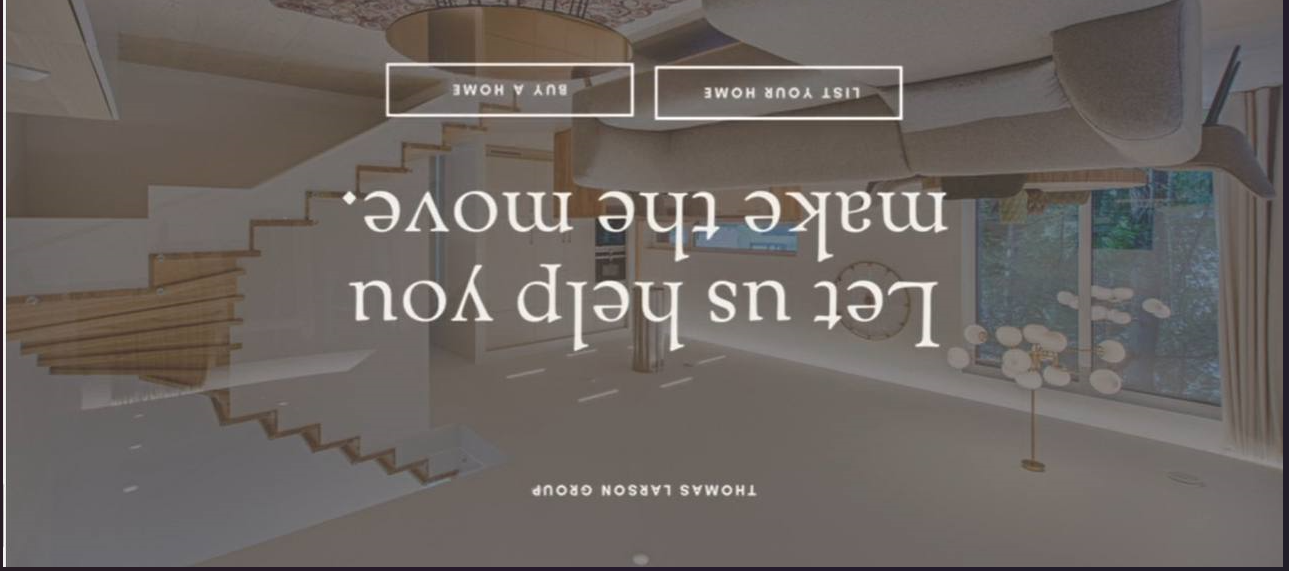 THOMAS LARSON GROUP
Let us help you
make the move.
LIST YOUR HOME
BUY A HOME